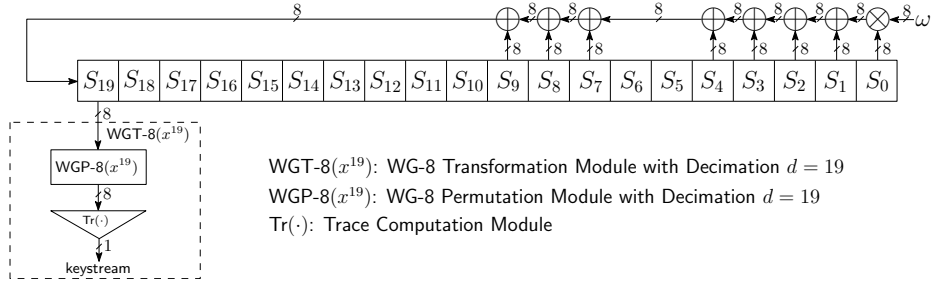 8 8 8 8 8 8 8 8 8 ω
8 8 8 8 8 8 8 8
S₁₉ S₁₈ S₁₇ S₁₆ S₁₅ S₁₄ S₁₃ S₁₂ S₁₁ S₁₀ S₉ S₈ S₇ S₆ S₅ S₄ S₃ S₂ S₁ S₀
8
WGT-8(x¹⁹)
WGP-8(x¹⁹)
8
Tr(·)
1
keystream
WGT-8(x¹⁹): WG-8 Transformation Module with Decimation d = 19
WGP-8(x¹⁹): WG-8 Permutation Module with Decimation d = 19
Tr(·): Trace Computation Module